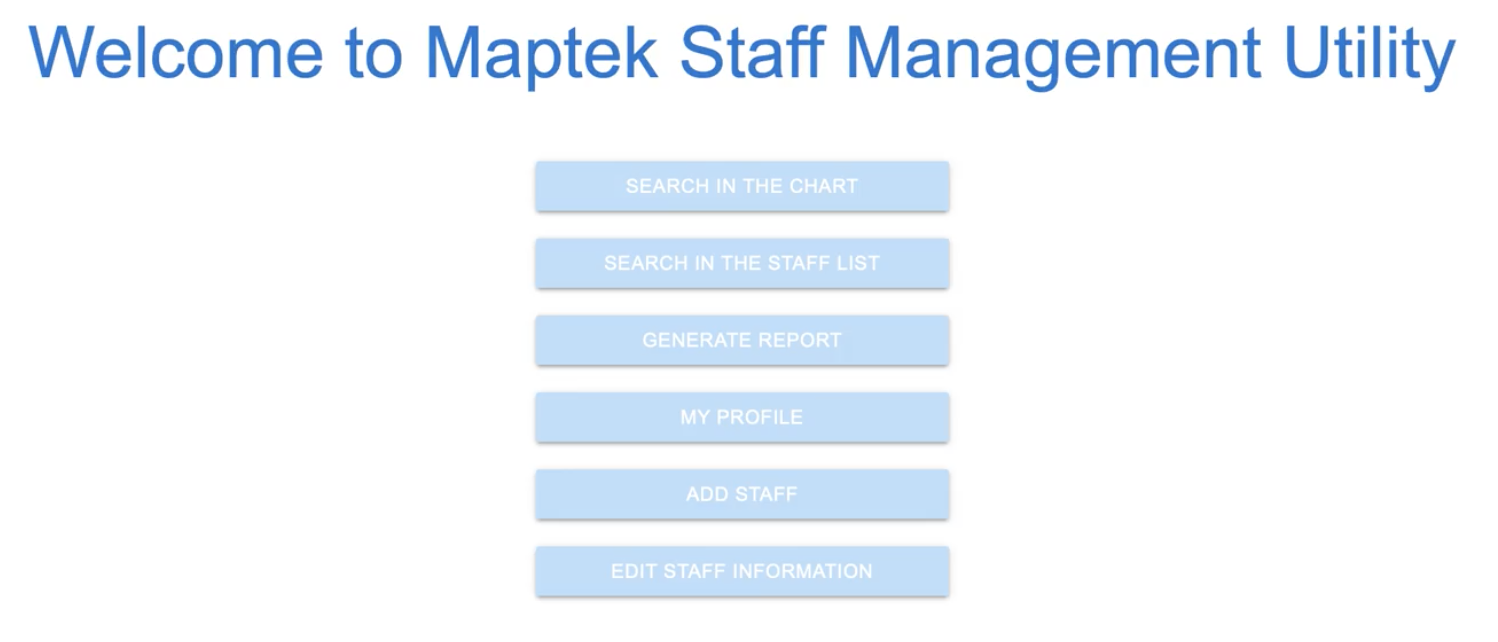 Welcome to Maptek Staff Management Utility
SEARCH IN THE CHART
SEARCH IN THE STAFF LIST
GENERATE REPORT
MY PROFILE
ADD STAFF
EDIT STAFF INFORMATION